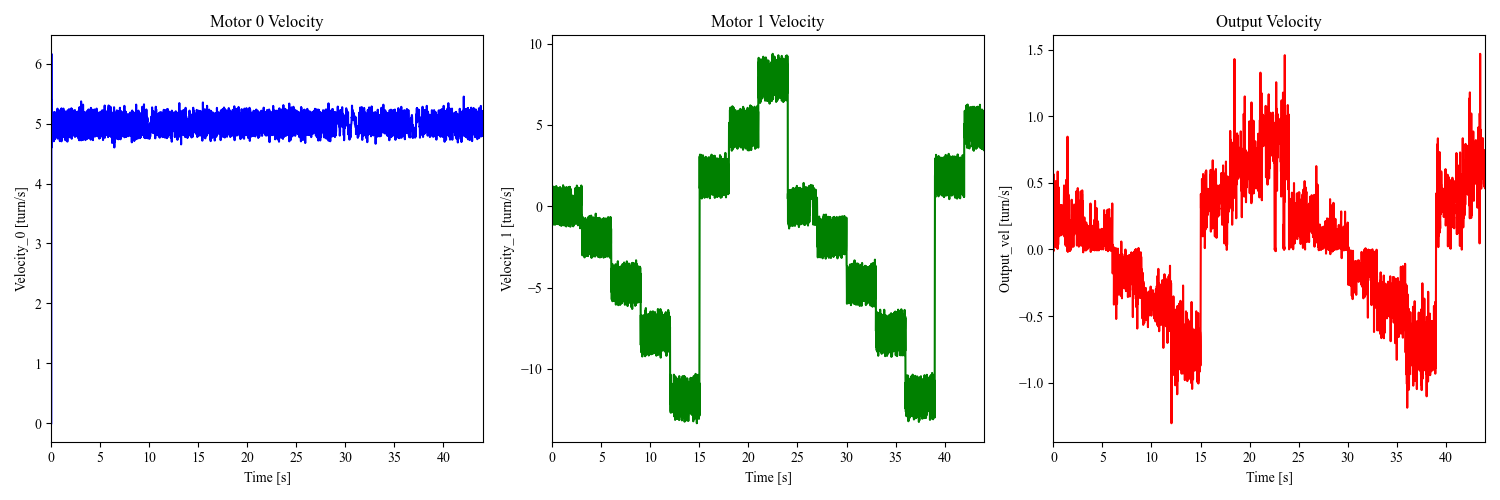 Motor 0 Velocity
Velocity_0 [turn/s]
6
5
4
3
2
1
0
0 5 10 15 20 25 30 35 40
Time [s]
Motor 1 Velocity
Velocity_1 [turn/s]
10
5
0
−5
−10
0 5 10 15 20 25 30 35 40
Time [s]
Output Velocity
Output_vel [turn/s]
1.5
1.0
0.5
0.0
−0.5
−1.0
0 5 10 15 20 25 30 35 40
Time [s]